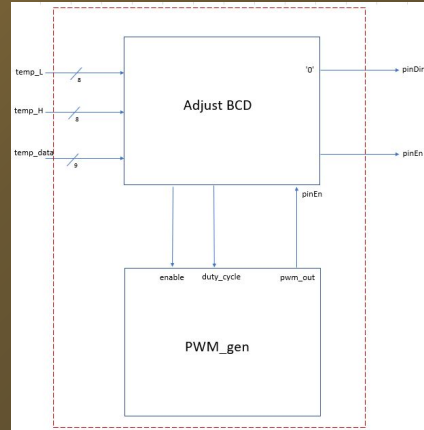 temp_L
8
'0'
pinDir
temp_H
8
Adjust BCD
temp_data
9
pinEn
pinEn
enable
duty_cycle
pwm_out
PWM_gen